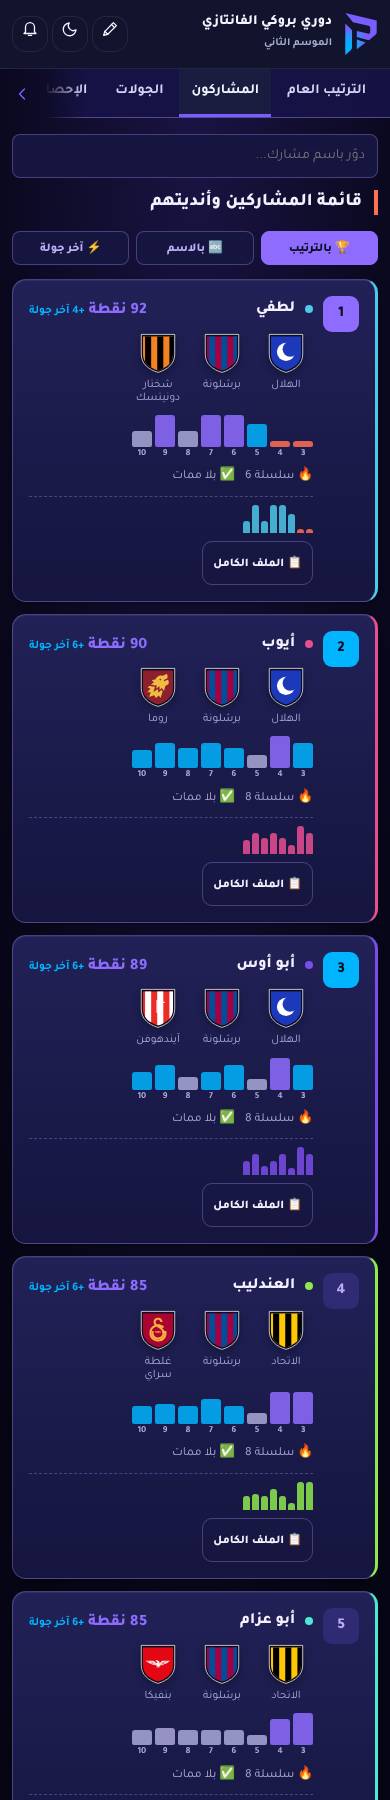 دوري بروكي الفانتازي
الموسم الثاني
الترتيب العام
المشاركون
الجولات
الإحصا
دوّر باسم مشارك...
قائمة المشاركين وأنديتهم
🏆 بالترتيب
🔤 بالاسم
⚡ آخر جولة
1
لطفي
92 نقطة +4 آخر جولة
الهلال
برشلونة
شختار دونيتسك
3 4 5 6 7 8 9 10
🔥 سلسلة 6 ✅ بلا ممات
📋 الملف الكامل
2
أيوب
90 نقطة +6 آخر جولة
الهلال
برشلونة
روما
3 4 5 6 7 8 9 10
🔥 سلسلة 8 ✅ بلا ممات
📋 الملف الكامل
3
أبو أوس
89 نقطة +6 آخر جولة
الهلال
برشلونة
آيندهوفن
3 4 5 6 7 8 9 10
🔥 سلسلة 8 ✅ بلا ممات
📋 الملف الكامل
4
العندليب
85 نقطة +6 آخر جولة
الاتحاد
برشلونة
غلطة سراي
3 4 5 6 7 8 9 10
🔥 سلسلة 8 ✅ بلا ممات
📋 الملف الكامل
5
أبو عزام
85 نقطة +6 آخر جولة
الاتحاد
برشلونة
بنفيكا
3 4 5 6 7 8 9 10
🔥 سلسلة 8 ✅ بلا ممات